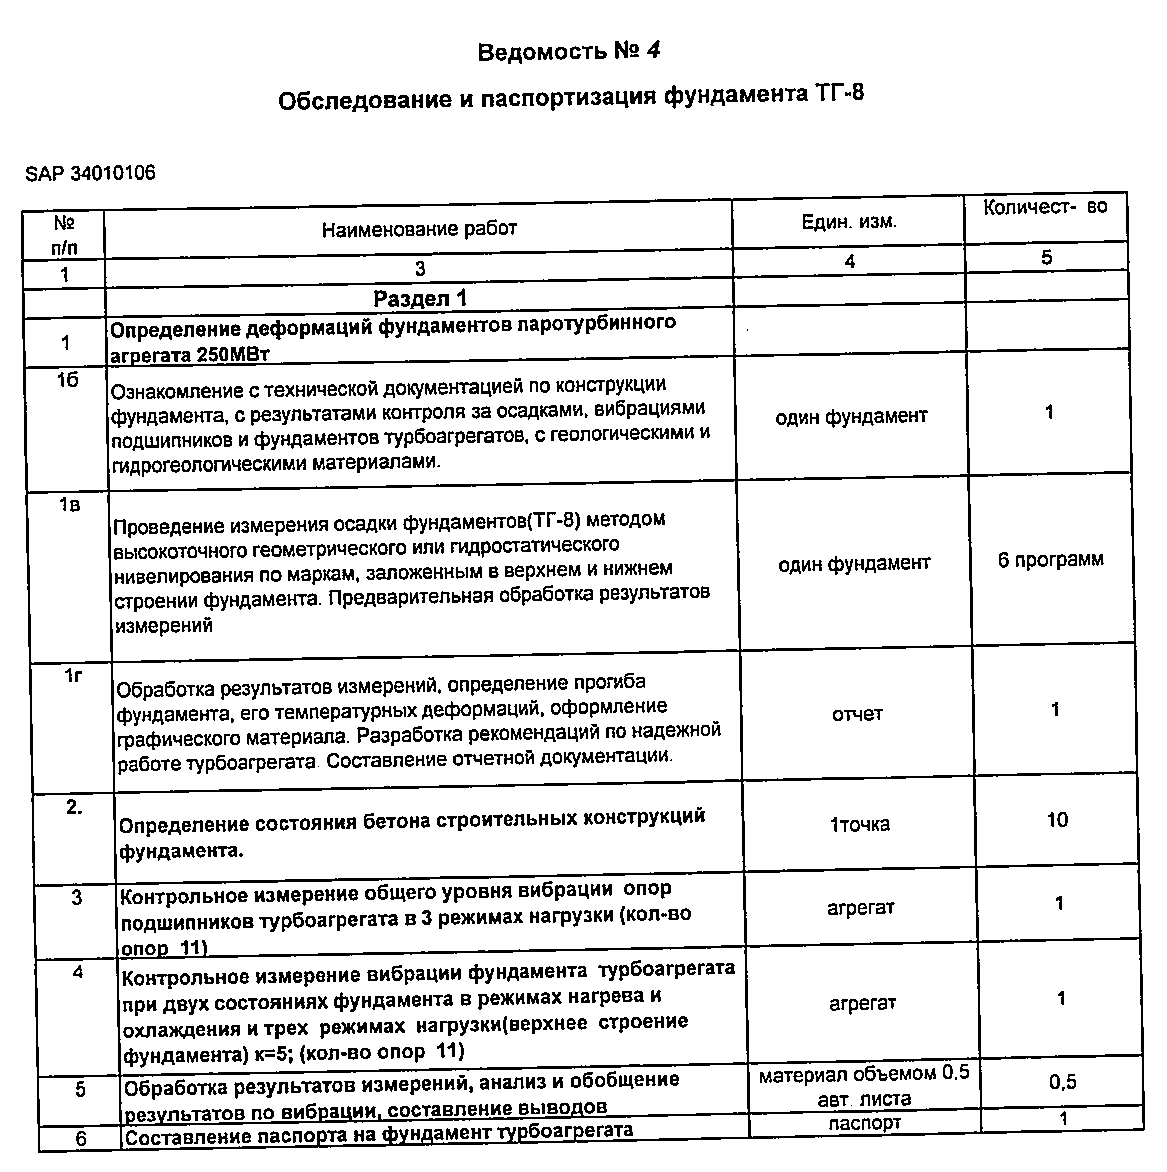 Ведомость № 4
Обследование и паспортизация фундамента ТГ-8
SAP 34010106
№
п/п
Наименование работ
Един. изм.
Количест- во
1
3
4
5
Раздел 1
1
Определение деформаций фундаментов паротурбинного
агрегата 250МВт
1б
Ознакомление с технической документацией по конструкции
фундамента, с результатами контроля за осадками, вибрациями
подшипников и фундаментов турбоагрегатов, с геологическими и
гидрогеологическими материалами.
один фундамент
1
1в
Проведение измерения осадки фундаментов(ТГ-8) методом
высокоточного геометрического или гидростатического
нивелирования по маркам, заложенным в верхнем и нижнем
строении фундамента. Предварительная обработка результатов
измерений
один фундамент
6 программ
1г
Обработка результатов измерений, определение прогиба
фундамента, его температурных деформаций, оформление
графического материала. Разработка рекомендаций по надежной
работе турбоагрегата. Составление отчетной документации.
отчет
1
2.
Определение состояния бетона строительных конструкций
фундамента.
1точка
10
3
Контрольное измерение общего уровня вибрации опор
подшипников турбоагрегата в 3 режимах нагрузки (кол-во
опор 11)
агрегат
1
4
Контрольное измерение вибрации фундамента турбоагрегата
при двух состояниях фундамента в режимах нагрева и
охлаждения и трех режимах нагрузки(верхнее строение
фундамента) к=5; (кол-во опор 11)
агрегат
1
5
Обработка результатов измерений, анализ и обобщение
результатов по вибрации, составление выводов
материал объемом 0,5
авт. листа
0,5
6
Составление паспорта на фундамент турбоагрегата
паспорт
1